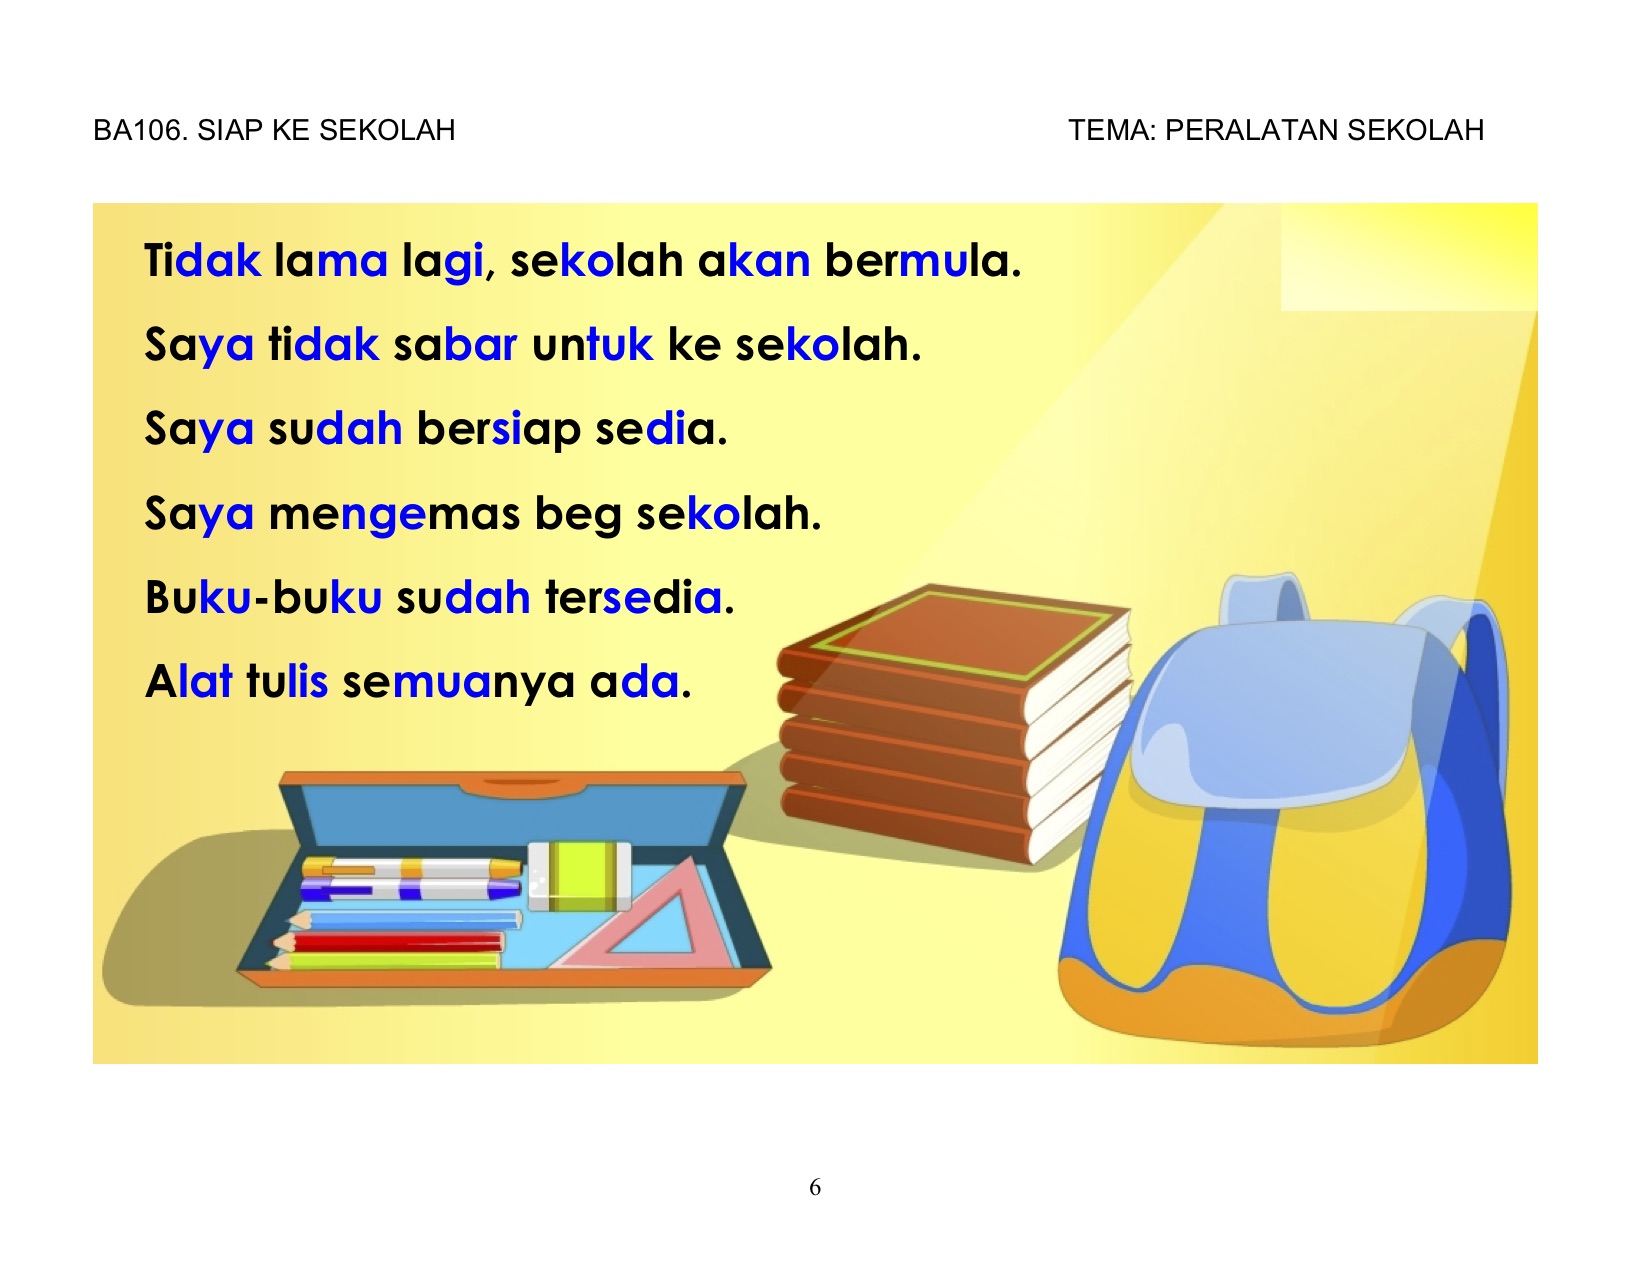 BA106. SIAP KE SEKOLAH TEMA: PERALATAN SEKOLAH
Tidak lama lagi, sekolah akan bermula.
Saya tidak sabar untuk ke sekolah.
Saya sudah bersiap sedia.
Saya mengemas beg sekolah.
Buku-buku sudah tersedia.
Alat tulis semuanya ada.
6